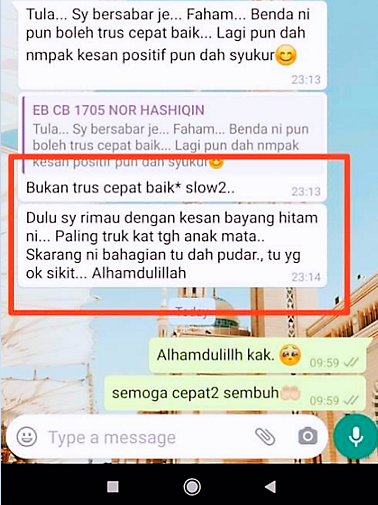 Tula... Sy bersabar je... Faham... Benda ni
pun boleh trus cepat baik... Lagi pun dah
nmpak kesan positif pun dah syukur😊
23:13
EB CB 1705 NOR HASHIQIN
Tula... Sy bersabar je... Faham... Benda ni pun
boleh trus cepat baik... Lagi pun dah nmpak
kesan positif pun dah syukur😊
Bukan trus cepat baik* slow2..
23:13
Dulu sy rimau dengan kesan bayang hitam
ni... Paling truk kat tgh anak mata..
Skarang ni bahagian tu dah pudar., tu yg
ok sikit... Alhamdulillah
23:14
Today
Alhamdulillh kak. 🥺
09:59
semoga cepat2 sembuh🤲🏻
09:59
Type a message